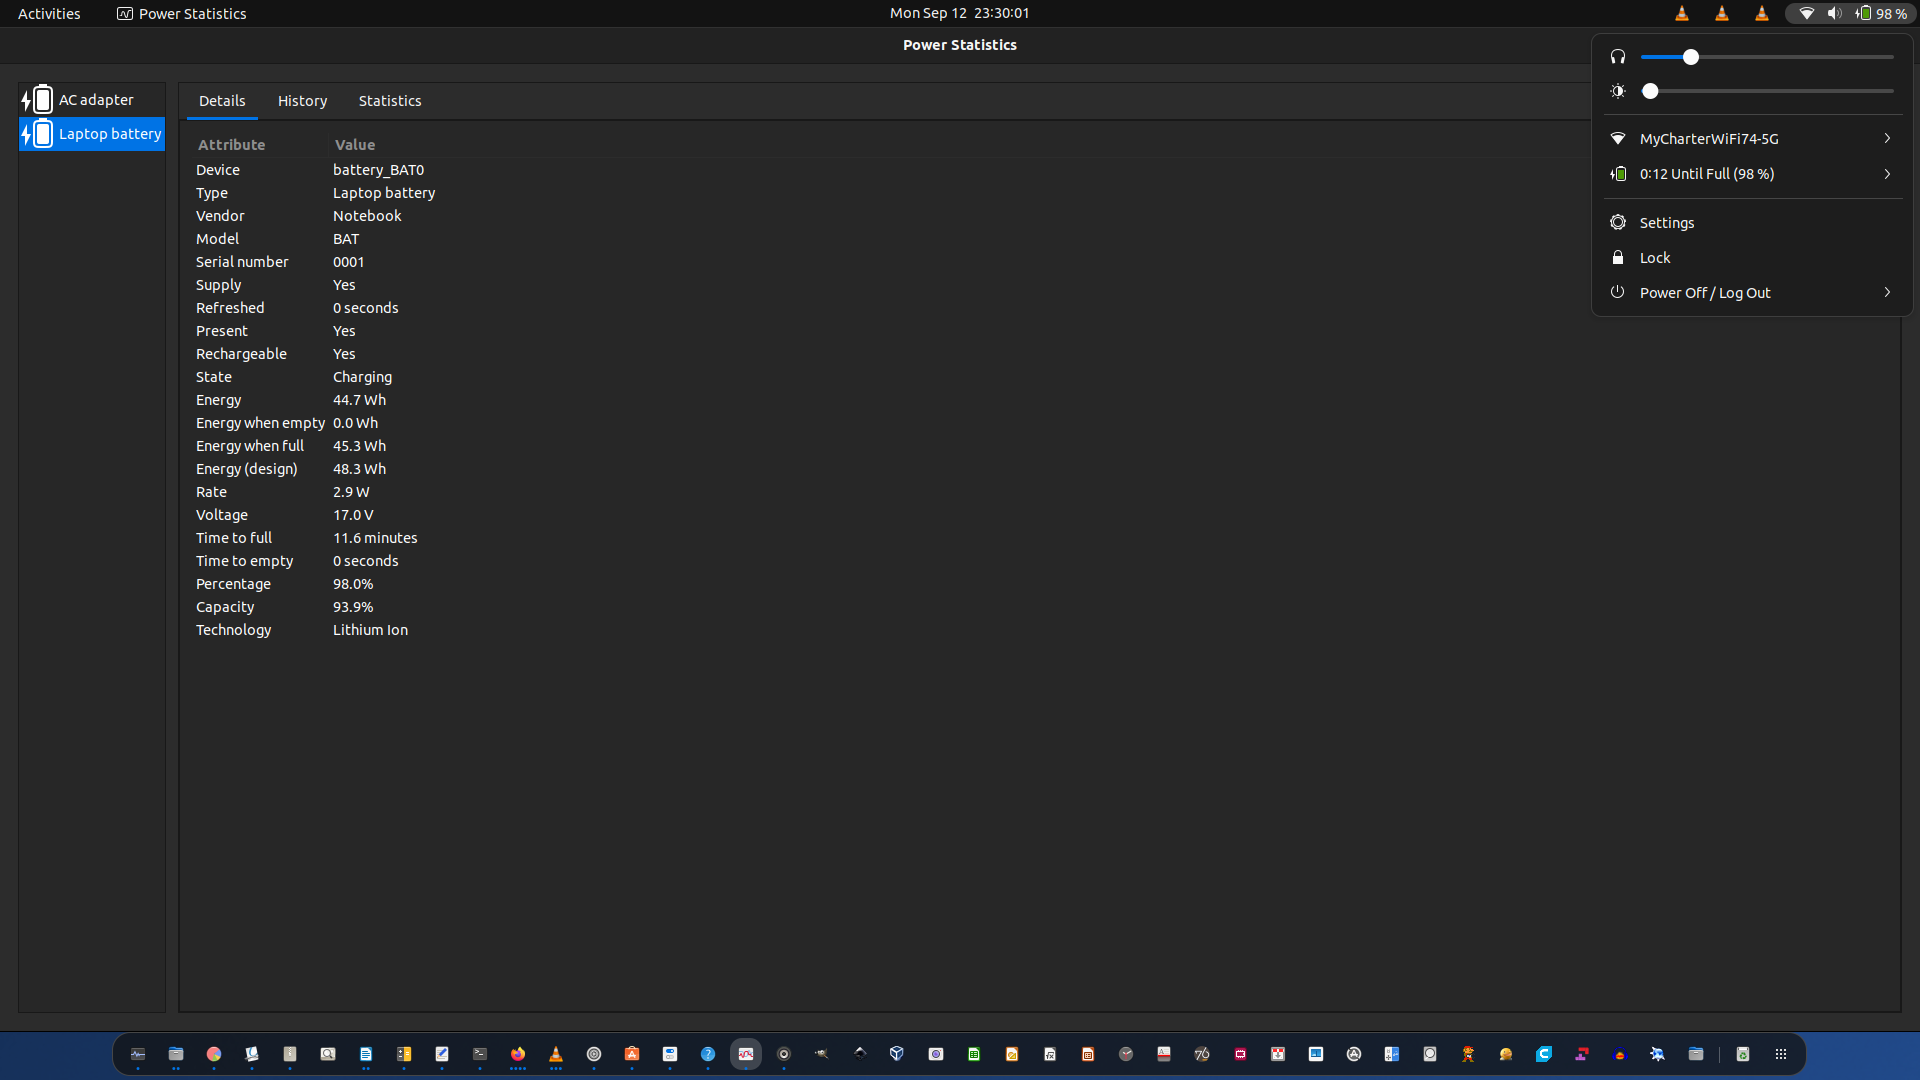 Activities
Power Statistics
Mon Sep 12  23:30:01
98 %
Power Statistics
AC adapter
Laptop battery
Details
History
Statistics
Attribute Value
Device battery_BAT0
Type Laptop battery
Vendor Notebook
Model BAT
Serial number 0001
Supply Yes
Refreshed 0 seconds
Present Yes
Rechargeable Yes
State Charging
Energy 44.7 Wh
Energy when empty 0.0 Wh
Energy when full 45.3 Wh
Energy (design) 48.3 Wh
Rate 2.9 W
Voltage 17.0 V
Time to full 11.6 minutes
Time to empty 0 seconds
Percentage 98.0%
Capacity 93.9%
Technology Lithium Ion
MyCharterWiFi74-5G
0:12 Until Full (98 %)
Settings
Lock
Power Off / Log Out
76